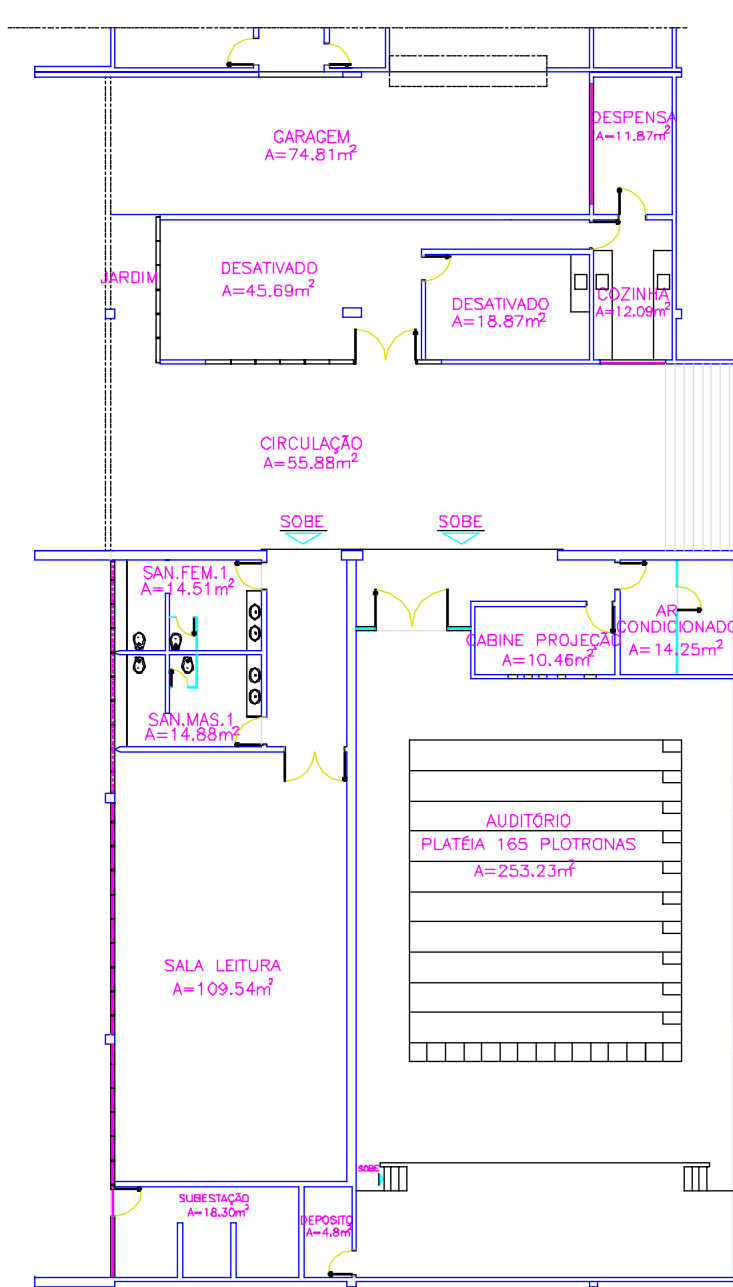 DESPENSA
A=11.87m²
GARAGEM
A=74.81m²
JARDIM
DESATIVADO
A=45.69m²
DESATIVADO
A=18.87m²
COZINHA
A=12.09m²
CIRCULAÇÃO
A=55.88m²
SOBE
SOBE
SAN.FEM.1
A=14.51m²
CABINE PROJEÇÃO
A=10.46m²
AR
CONDICIONADO
A=14.25m²
SAN.MAS.1
A=14.88m²
AUDITÓRIO
PLATÉIA 165 PLOTRONAS
A=253.23m²
SALA LEITURA
A=109.54m²
SOBE
SUBESTAÇÃO
A=18.30m²
DEPOSITO
A=4.8m²